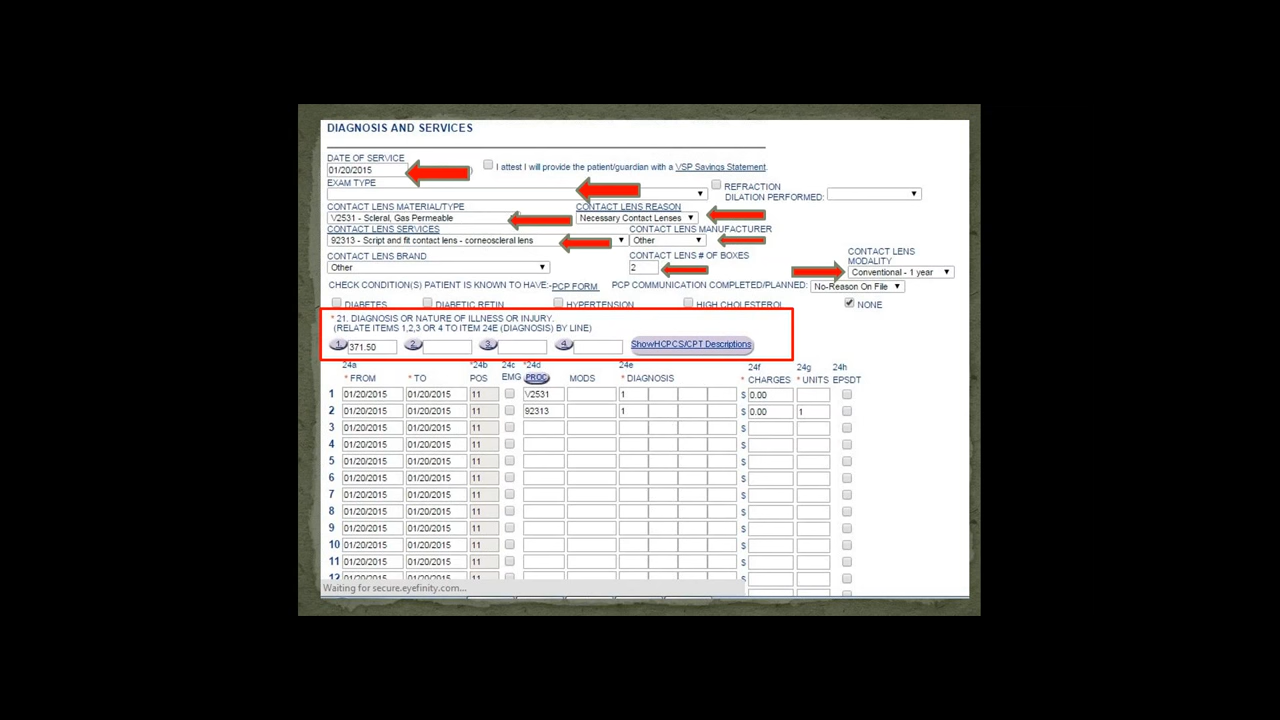 DIAGNOSIS AND SERVICES
DATE OF SERVICE
01/20/2015 ) I attest I will provide the patient/guardian with a VSP Savings Statement.
EXAM TYPE REFRACTION
DILATION PERFORMED:
CONTACT LENS MATERIAL/TYPE CONTACT LENS REASON
V2531 - Scleral, Gas Permeable Necessary Contact Lenses
CONTACT LENS SERVICES CONTACT LENS MANUFACTURER
92313 - Script and fit contact lens - corneoscleral lens Other
CONTACT LENS BRAND CONTACT LENS # OF BOXES CONTACT LENS MODALITY
Other 2 Conventional - 1 year
CHECK CONDITION(S) PATIENT IS KNOWN TO HAVE:-PCP FORM PCP COMMUNICATION COMPLETED/PLANNED: No-Reason On File
DIABETES DIABETIC RETIN HYPERTENSION HIGH CHOLESTEROL NONE
* 21. DIAGNOSIS OR NATURE OF ILLNESS OR INJURY.
(RELATE ITEMS 1,2,3 OR 4 TO ITEM 24E (DIAGNOSIS) BY LINE)
1. 371.50 2. 3. 4. ShowHCPCS/CPT Descriptions
24a *24b 24c *24d 24e 24f 24g 24h
* FROM * TO POS EMG PROC MODS * DIAGNOSIS * CHARGES * UNITS EPSDT
1 01/20/2015 01/20/2015 11 V2531 1 $ 0.00
2 01/20/2015 01/20/2015 11 92313 1 $ 0.00 1
3 01/20/2015 01/20/2015 11 $
4 01/20/2015 01/20/2015 11 $
5 01/20/2015 01/20/2015 11 $
6 01/20/2015 01/20/2015 11 $
7 01/20/2015 01/20/2015 11 $
8 01/20/2015 01/20/2015 11 $
9 01/20/2015 01/20/2015 11 $
10 01/20/2015 01/20/2015 11 $
11 01/20/2015 01/20/2015 11 $
12 01/20/2015 01/20/2015 11 $
Waiting for secure.eyefinity.com...